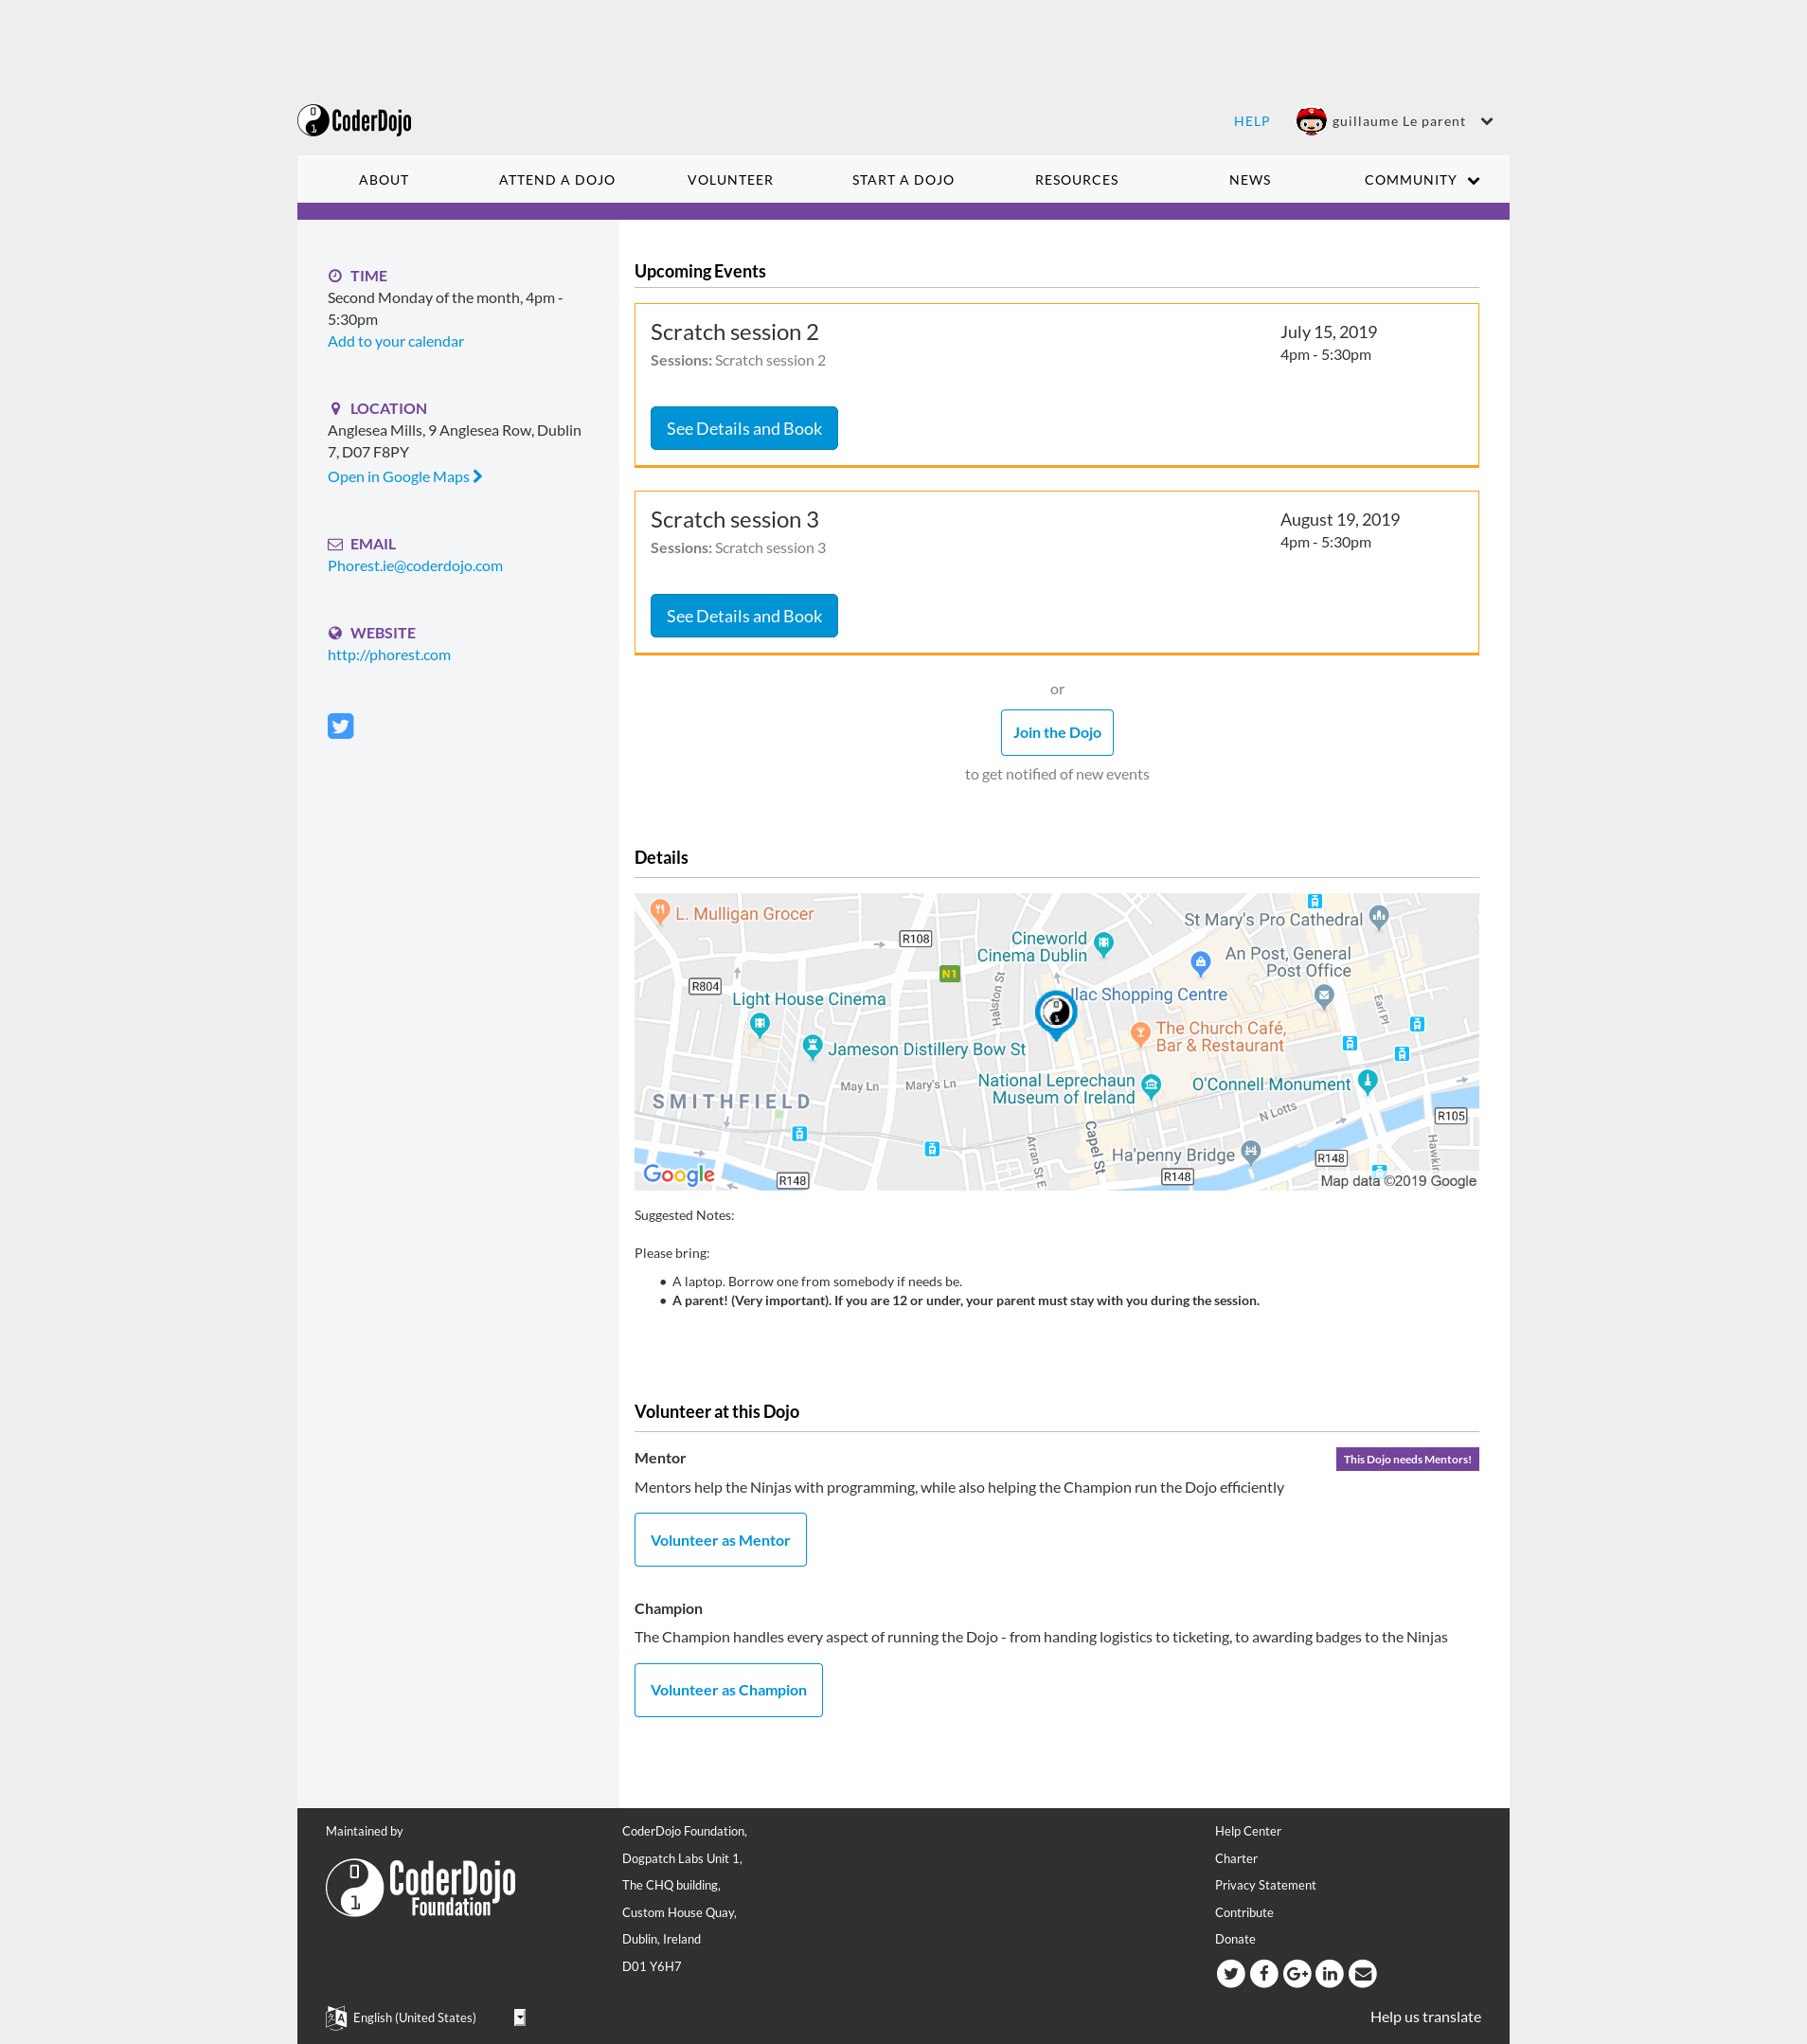 CoderDojo
HELP
guillaume Le parent
ABOUT
ATTEND A DOJO
VOLUNTEER
START A DOJO
RESOURCES
NEWS
COMMUNITY
TIME
Second Monday of the month, 4pm -
5:30pm
Add to your calendar
LOCATION
Anglesea Mills, 9 Anglesea Row, Dublin
7, D07 F8PY
Open in Google Maps
EMAIL
Phorest.ie@coderdojo.com
WEBSITE
http://phorest.com
Upcoming Events
Scratch session 2
July 15, 2019
Sessions: Scratch session 2
4pm - 5:30pm
See Details and Book
Scratch session 3
August 19, 2019
Sessions: Scratch session 3
4pm - 5:30pm
See Details and Book
or
Join the Dojo
to get notified of new events
Details
L. Mulligan Grocer
St Mary's Pro Cathedral
R108
Cineworld
Cinema Dublin
An Post, General
Post Office
N1
R804
Light House Cinema
Halston St
Ilac Shopping Centre
Earl Pl
The Church Café,
Bar & Restaurant
Jameson Distillery Bow St
May Ln
Mary's Ln
National Leprechaun
Museum of Ireland
O'Connell Monument
SMITHFIELD
N Lotts
R105
Capel St
Arran St E
Ha'penny Bridge
Hawkin
R148
R148
R148
Google
Map data ©2019 Google
Suggested Notes:
Please bring:
• A laptop. Borrow one from somebody if needs be.
• A parent! (Very important). If you are 12 or under, your parent must stay with you during the session.
Volunteer at this Dojo
Mentor
This Dojo needs Mentors!
Mentors help the Ninjas with programming, while also helping the Champion run the Dojo efficiently
Volunteer as Mentor
Champion
The Champion handles every aspect of running the Dojo - from handing logistics to ticketing, to awarding badges to the Ninjas
Volunteer as Champion
Maintained by
CoderDojo
Foundation
CoderDojo Foundation,
Dogpatch Labs Unit 1,
The CHQ building,
Custom House Quay,
Dublin, Ireland
D01 Y6H7
Help Center
Charter
Privacy Statement
Contribute
Donate
English (United States)
Help us translate